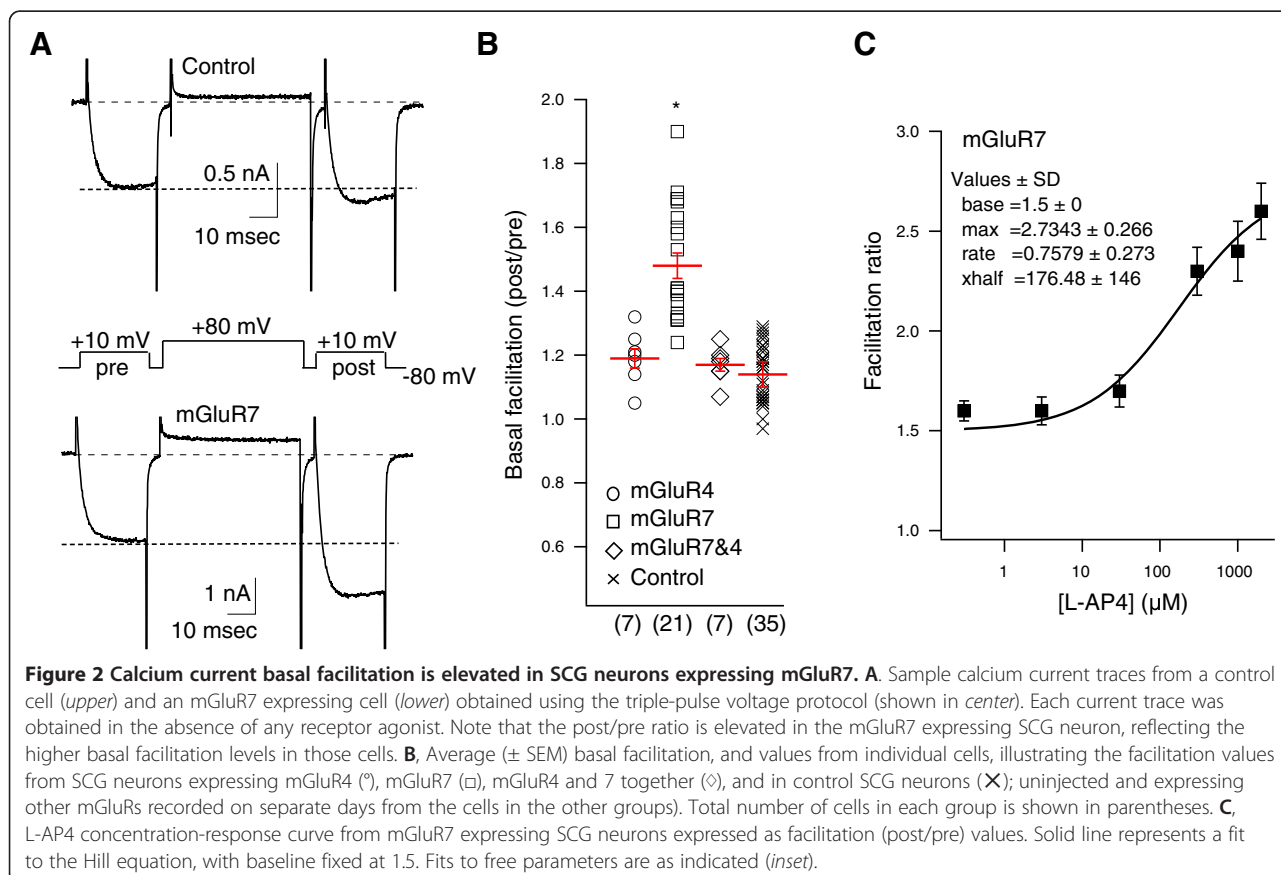 A
Control
0.5 nA
10 msec
+80 mV
+10 mV
+10 mV
pre
post
-80 mV
mGluR7
1 nA
10 msec
B
*
2.0
1.8
1.6
1.4
1.2
1.0
0.8
0.6
Basal facilitation (post/pre)
○ mGluR4
□ mGluR7
◇ mGluR7&4
× Control
(7) (21) (7) (35)
C
3.0
2.5
2.0
1.5
1.0
Facilitation ratio
mGluR7
Values ± SD
base =1.5 ± 0
max =2.7343 ± 0.266
rate =0.7579 ± 0.273
xhalf =176.48 ± 146
1 10 100 1000
[L-AP4] (µM)
Figure 2 Calcium current basal facilitation is elevated in SCG neurons expressing mGluR7. A. Sample calcium current traces from a control
cell (upper) and an mGluR7 expressing cell (lower) obtained using the triple-pulse voltage protocol (shown in center). Each current trace was
obtained in the absence of any receptor agonist. Note that the post/pre ratio is elevated in the mGluR7 expressing SCG neuron, reflecting the
higher basal facilitation levels in those cells. B, Average (± SEM) basal facilitation, and values from individual cells, illustrating the facilitation values
from SCG neurons expressing mGluR4 (°), mGluR7 (□), mGluR4 and 7 together (◊), and in control SCG neurons (✕); uninjected and expressing
other mGluRs recorded on separate days from the cells in the other groups). Total number of cells in each group is shown in parentheses. C,
L-AP4 concentration-response curve from mGluR7 expressing SCG neurons expressed as facilitation (post/pre) values. Solid line represents a fit
to the Hill equation, with baseline fixed at 1.5. Fits to free parameters are as indicated (inset).